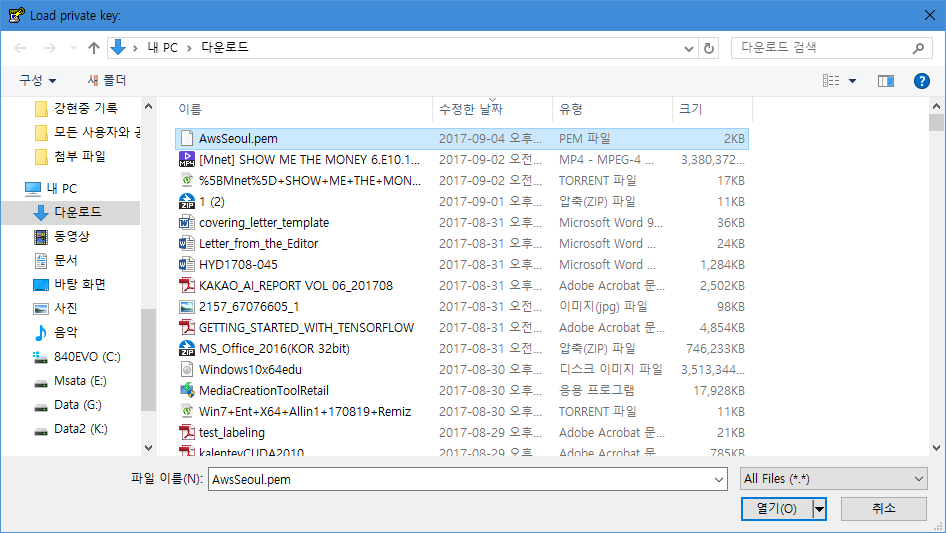 Load private key:
내 PC > 다운로드
다운로드 검색
구성
새 폴더
강현중 기록
모든 사용자와 공
첨부 파일
내 PC
다운로드
동영상
문서
바탕 화면
사진
음악
840EVO (C:)
Msata (E:)
Data (G:)
Data2 (K:)
이름 수정한 날짜 유형 크기
AwsSeoul.pem 2017-09-04 오후... PEM 파일 2KB
[Mnet] SHOW ME THE MONEY 6.E10.1... 2017-09-02 오전... MP4 - MPEG-4 ... 3,380,372...
%5BMnet%5D+SHOW+ME+THE+MON... 2017-09-02 오전... TORRENT 파일 17KB
1 (2) 2017-09-01 오후... 압축(ZIP) 파일 11KB
covering_letter_template 2017-08-31 오후... Microsoft Word 9... 36KB
Letter_from_the_Editor 2017-08-31 오후... Microsoft Word ... 24KB
HYD1708-045 2017-08-31 오후... Microsoft Word ... 1,284KB
KAKAO_AI_REPORT VOL 06_201708 2017-08-31 오후... Adobe Acrobat 문... 2,502KB
2157_67076605_1 2017-08-31 오후... 이미지(jpg) 파일 98KB
GETTING_STARTED_WITH_TENSORFLOW 2017-08-31 오후... Adobe Acrobat 문... 4,854KB
MS_Office_2016(KOR 32bit) 2017-08-31 오전... 압축(ZIP) 파일 746,233KB
Windows10x64edu 2017-08-30 오후... 디스크 이미지 파일 3,513,344...
MediaCreationToolRetail 2017-08-30 오후... 응용 프로그램 17,928KB
Win7+Ent+X64+Allin1+170819+Remiz 2017-08-30 오후... TORRENT 파일 11KB
test_labeling 2017-08-29 오후... Adobe Acrobat 문... 21KB
kalenteyCUDA2010 2017-08-29 오후... Adobe Acrobat 문... 785KB
파일 이름(N): AwsSeoul.pem
All Files (*.*)
열기(O) 취소